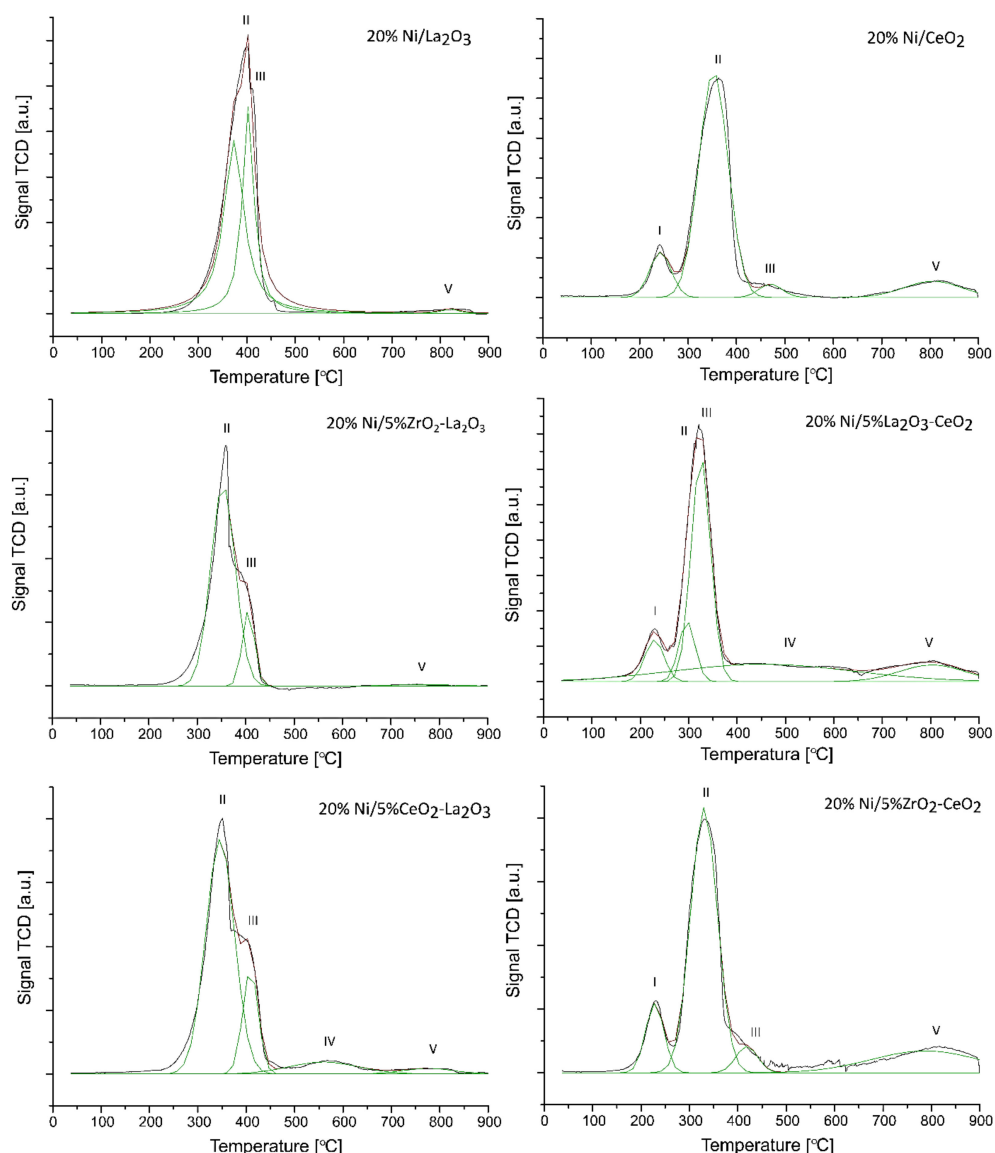 20% Ni/La₂O₃
II
III
V
Signal TCD [a.u.]
0 100 200 300 400 500 600 700 800 900
Temperature [°C]
20% Ni/CeO₂
II
I
III
V
Signal TCD [a.u.]
0 100 200 300 400 500 600 700 800 900
Temperature [°C]
20% Ni/5%ZrO₂-La₂O₃
II
III
V
Signal TCD [a.u.]
0 100 200 300 400 500 600 700 800 900
Temperature [°C]
20% Ni/5%La₂O₃-CeO₂
III
II
I
IV
V
Signal TCD [a.u.]
0 100 200 300 400 500 600 700 800 900
Temperatura [°C]
20% Ni/5%CeO₂-La₂O₃
II
III
IV
V
Signal TCD [a.u.]
0 100 200 300 400 500 600 700 800 900
Temperature [°C]
20% Ni/5%ZrO₂-CeO₂
II
I
III
V
Signal TCD [a.u.]
0 100 200 300 400 500 600 700 800 900
Temperature [°C]